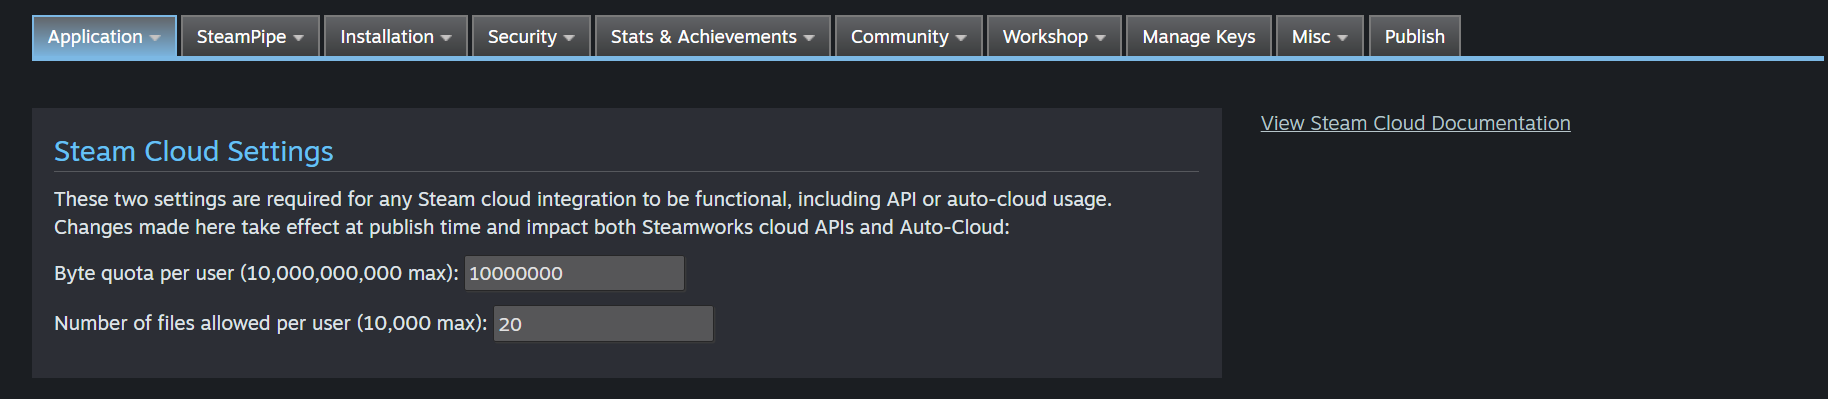 Application SteamPipe Installation Security Stats & Achievements Community Workshop Manage Keys Misc Publish
View Steam Cloud Documentation
Steam Cloud Settings
These two settings are required for any Steam cloud integration to be functional, including API or auto-cloud usage.
Changes made here take effect at publish time and impact both Steamworks cloud APIs and Auto-Cloud:
Byte quota per user (10,000,000,000 max): 10000000
Number of files allowed per user (10,000 max): 20